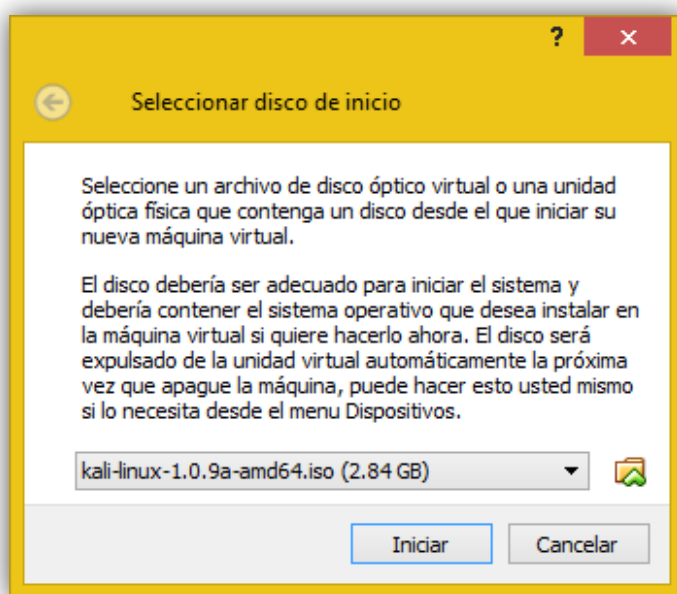 ?
×
Seleccionar disco de inicio
Seleccione un archivo de disco óptico virtual o una unidad
óptica física que contenga un disco desde el que iniciar su
nueva máquina virtual.
El disco debería ser adecuado para iniciar el sistema y
debería contener el sistema operativo que desea instalar en
la máquina virtual si quiere hacerlo ahora. El disco será
expulsado de la unidad virtual automáticamente la próxima
vez que apague la máquina, puede hacer esto usted mismo
si lo necesita desde el menu Dispositivos.
kali-linux-1.0.9a-amd64.iso (2.84 GB)
Iniciar
Cancelar